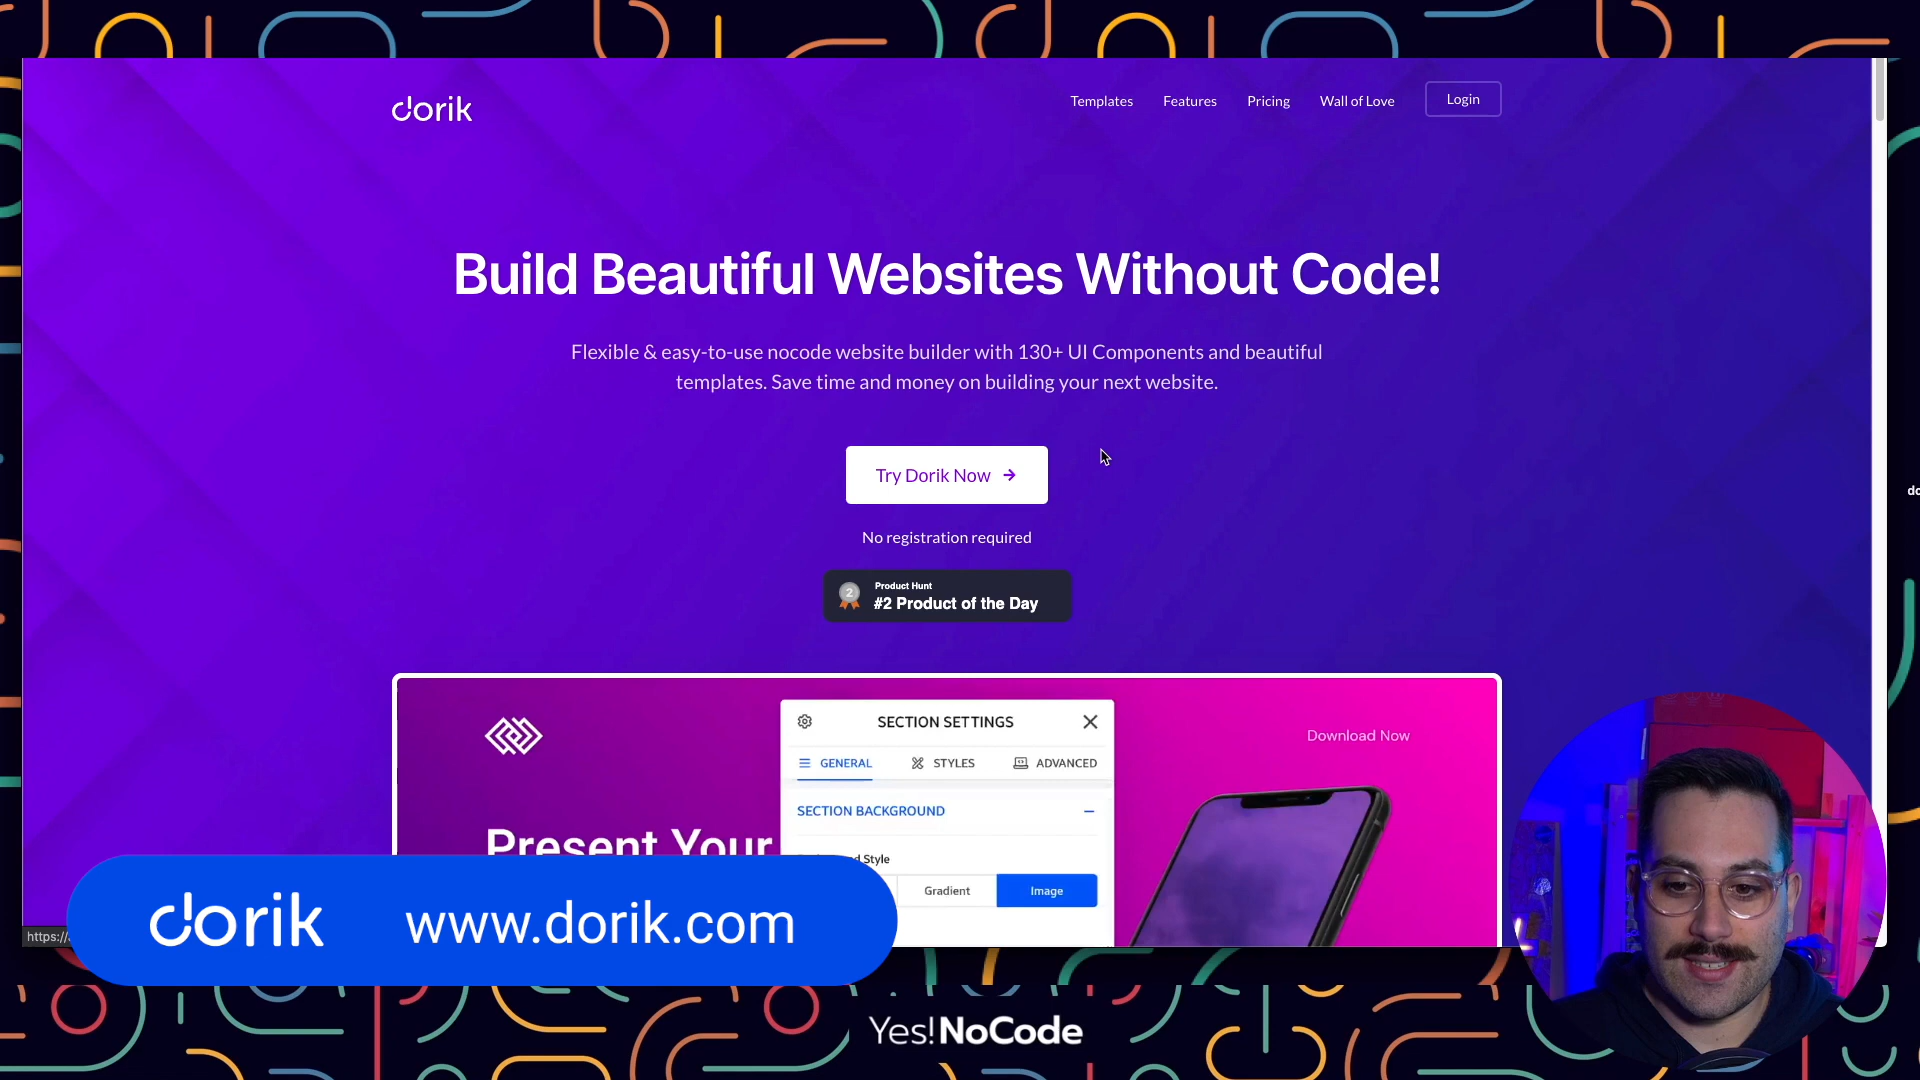 dorik
Templates
Features
Pricing
Wall of Love
Login
Build Beautiful Websites Without Code!
Flexible & easy-to-use nocode website builder with 130+ UI Components and beautiful
templates. Save time and money on building your next website.
Try Dorik Now
No registration required
2
Product Hunt
#2 Product of the Day
SECTION SETTINGS
Download Now
GENERAL
STYLES
ADVANCED
SECTION BACKGROUND
Present Your
Style
Gradient
Image
https://
dorik
www.dorik.com
Yes!NoCode